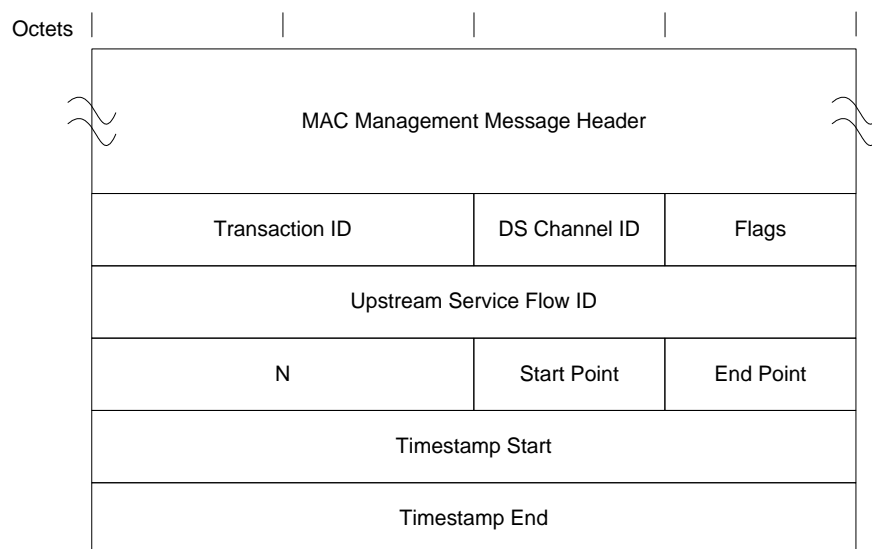 Octets
MAC Management Message Header
Transaction ID
DS Channel ID
Flags
Upstream Service Flow ID
N
Start Point
End Point
Timestamp Start
Timestamp End